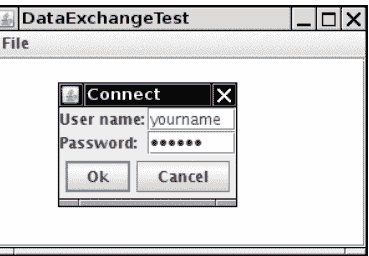 DataExchangeTest
File
Connect
User name: yourname
Password: ••••••
Ok Cancel